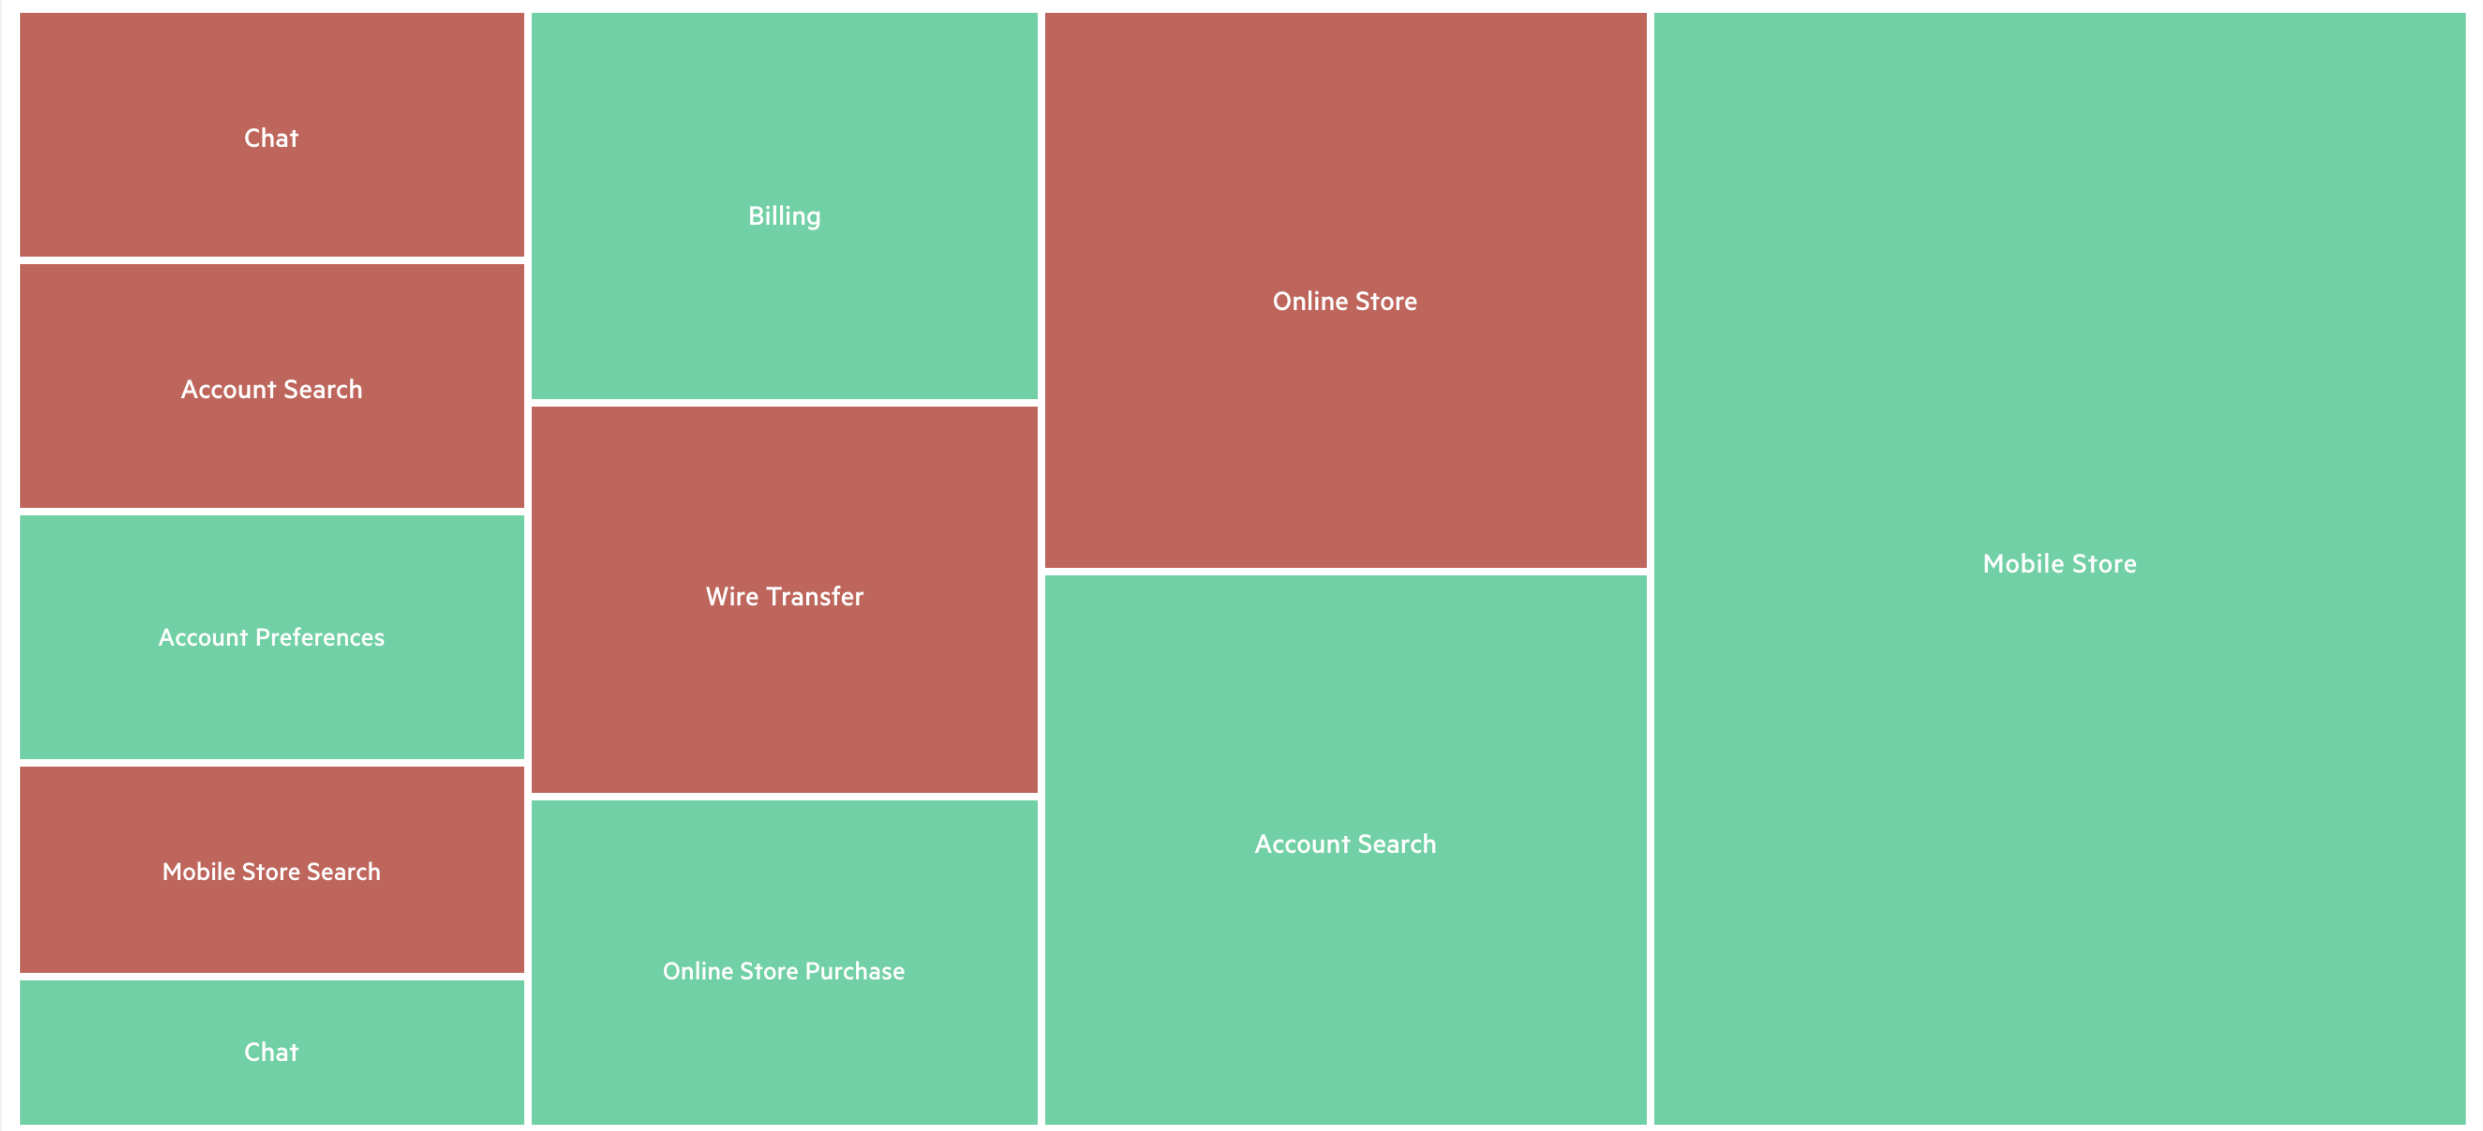 Chat
Account Search
Account Preferences
Mobile Store Search
Chat
Billing
Wire Transfer
Online Store Purchase
Online Store
Account Search
Mobile Store